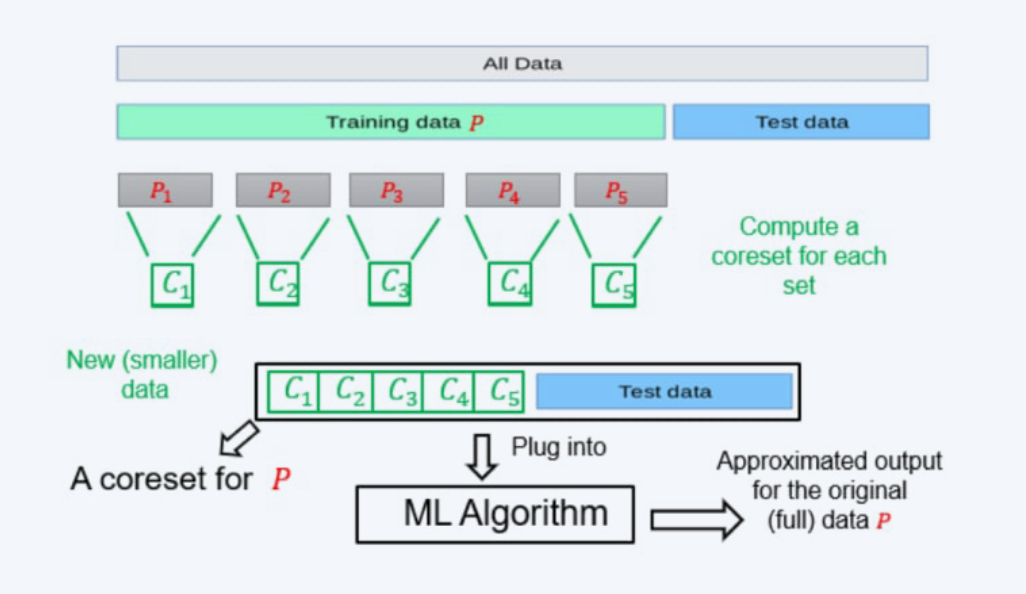 All Data
Training data P
Test data
P₁ P₂ P₃ P₄ P₅
C₁ C₂ C₃ C₄ C₅
Compute a
coreset for each
set
New (smaller)
data
C₁ C₂ C₃ C₄ C₅
Test data
A coreset for P
Plug into
ML Algorithm
Approximated output
for the original
(full) data P